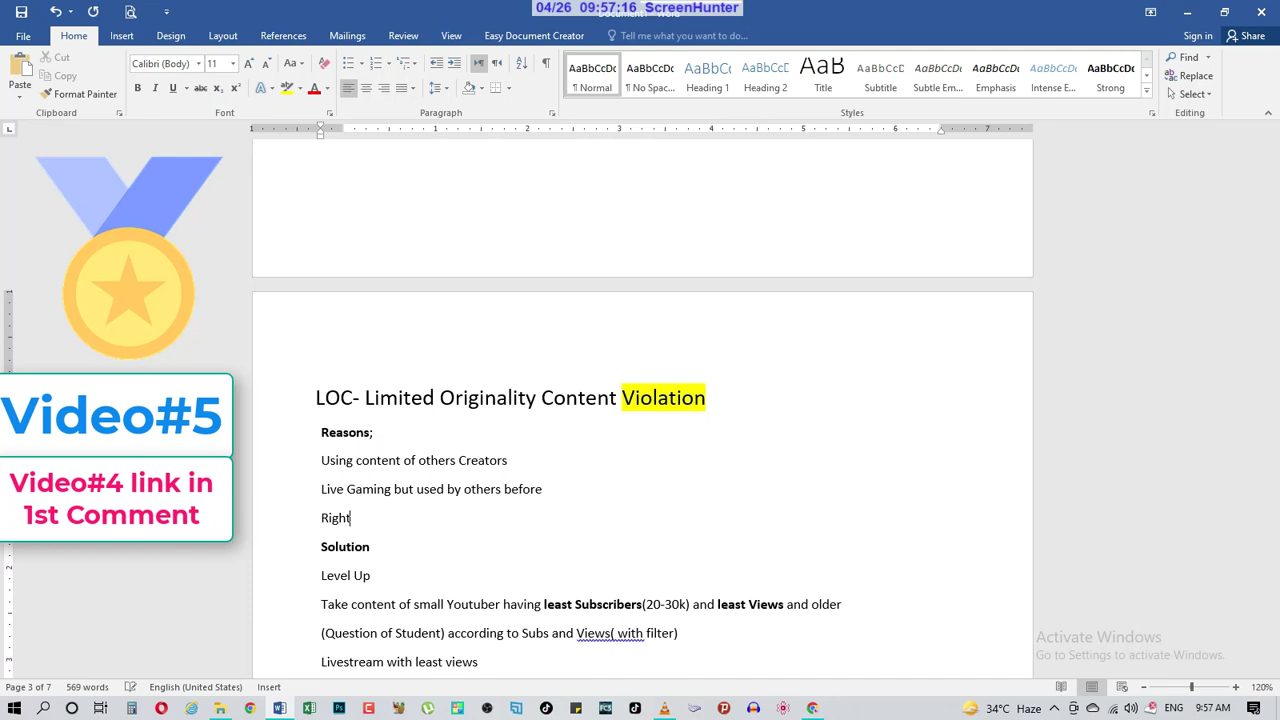 04/26 09:57:16 ScreenHunter
File Home Insert Draw Design Layout References Mailings Review View Easy Document Creator Tell me what you want to do Sign in Share
Paste
Cut
Copy
Format Painter
Clipboard
Calibri (Body) 11
Font
Paragraph
AaBbCcDc ¶ Normal
AaBbCcDc ¶ No Spac...
AaBbCc Heading 1
AaBbCcD Heading 2
AaB Title
AaBbCcD Subtitle
AaBbCcDc Subtle Em...
AaBbCcDc Emphasis
AaBbCcDc Intense E...
AaBbCcDc Strong
Styles
Find
Replace
Select
Editing
Video#5
Video#4 link in
1st Comment
LOC- Limited Originality Content Violation
Reasons;
Using content of others Creators
Live Gaming but used by others before
Right
Solution
Level Up
Take content of small Youtuber having least Subscribers(20-30k) and least Views and older
(Question of Student) according to Subs and Views( with filter)
Livestream with least views
Activate Windows
Go to Settings to activate Windows.
Page 3 of 7 569 words English (United States) Insert 120%
34°C Haze ENG 9:57 AM